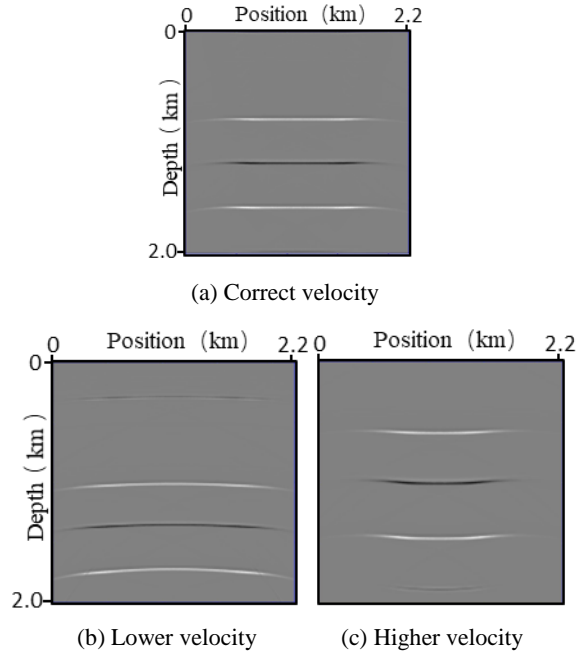 0 Position (km) 2.2
0
Depth ( km )
2.0
(a) Correct velocity
0 Position (km) 2.2 0 Position (km) 2.2
0
Depth ( km )
2.0
(b) Lower velocity (c) Higher velocity